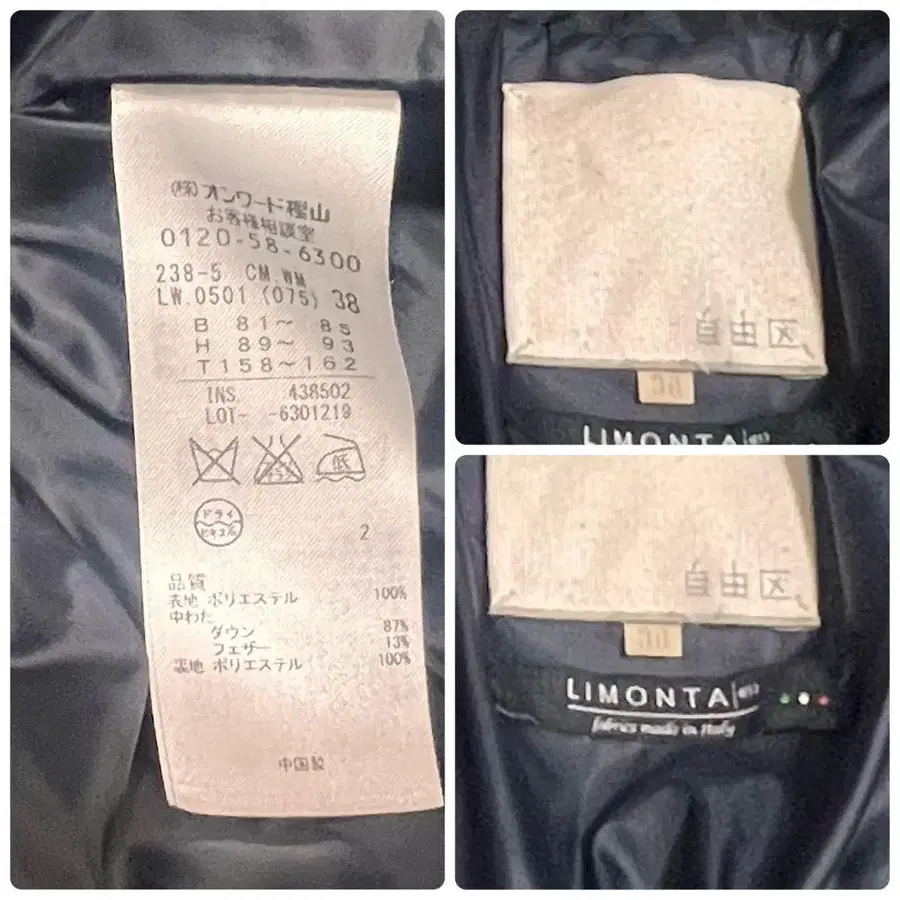 (株)オンワード樫山
お客様相談室
0120-58-6300
238-5 CM.WM
LW.0501 (075) 38
B 81〜 85
H 89〜 93
T158〜162
INS. 438502
LOT- -6301219
低
ドライ
セキユ系
2
品質
表地 ポリエステル 100%
中わた
ダウン 87%
フェザー 13%
裏地 ポリエステル 100%
中国製
自由区
38
LIMONTA
自由区
38
LIMONTA
fabrics made in Italy